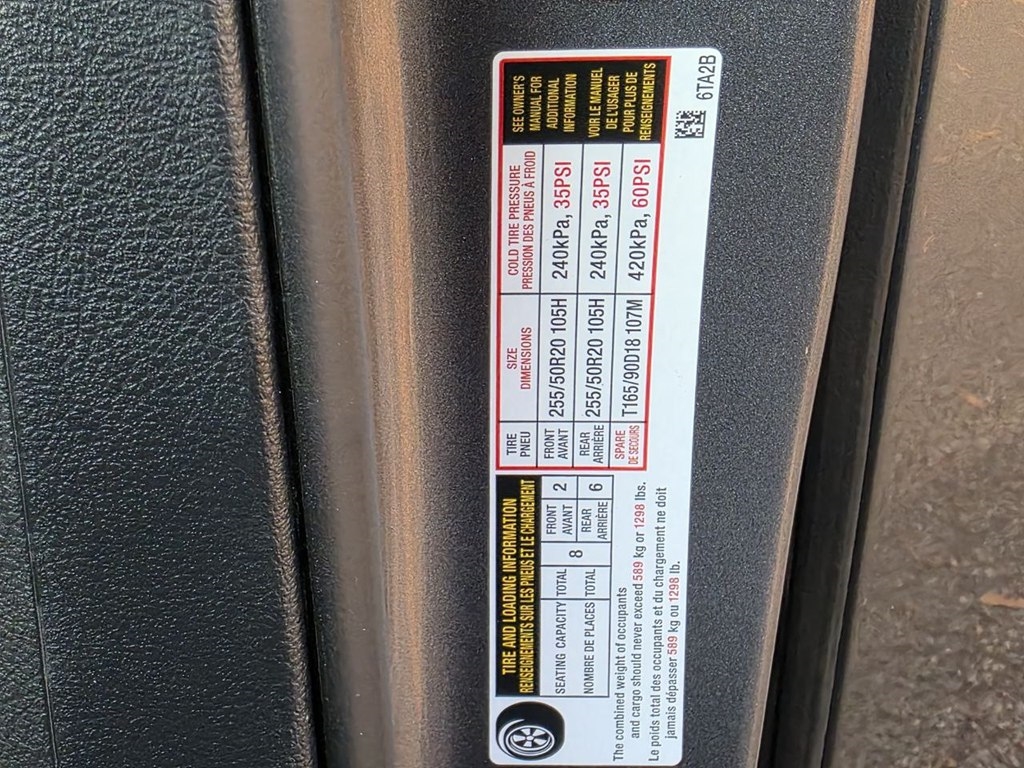 TIRE AND LOADING INFORMATION
RENSEIGNEMENTS SUR LES PNEUS ET LE CHARGEMENT
SEATING CAPACITY TOTAL 8 FRONT AVANT 2
NOMBRE DE PLACES TOTAL REAR ARRIÈRE 6
The combined weight of occupants
and cargo should never exceed 589 kg or 1298 lbs.
Le poids total des occupants et du chargement ne doit
jamais dépasser 589 kg ou 1298 lb.
TIRE
PNEU
SIZE
DIMENSIONS
COLD TIRE PRESSURE
PRESSION DES PNEUS À FROID
FRONT
AVANT
255/50R20 105H
240kPa, 35PSI
REAR
ARRIÈRE
255/50R20 105H
240kPa, 35PSI
SPARE
DE SECOURS
T165/90D18 107M
420kPa, 60PSI
SEE OWNER'S
MANUAL FOR
ADDITIONAL
INFORMATION
VOIR LE MANUEL
DE L'USAGER
POUR PLUS DE
RENSEIGNEMENTS
6TA2B